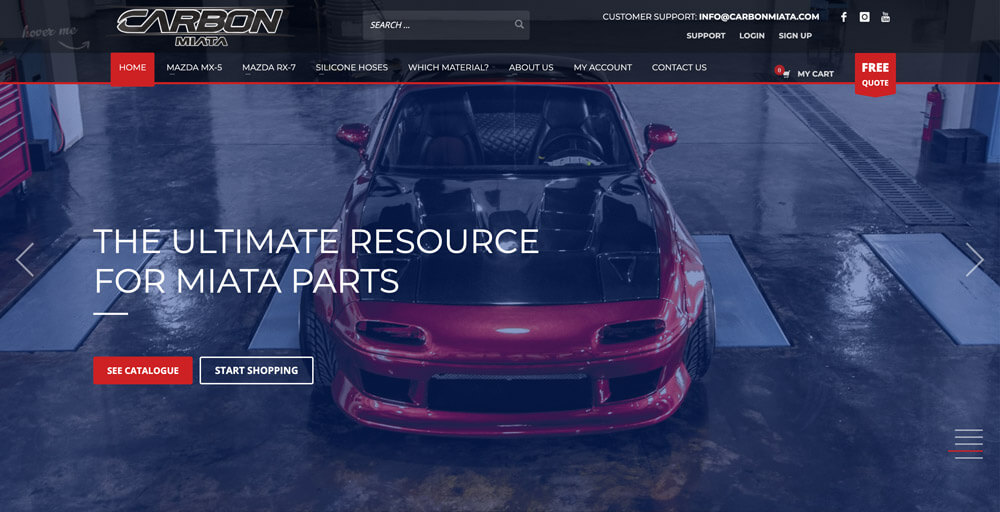 hover me
CARBON
MIATA
SEARCH ...
CUSTOMER SUPPORT: INFO@CARBONMIATA.COM
f
You
SUPPORT LOGIN SIGN UP
HOME MAZDA MX-5 MAZDA RX-7 SILICONE HOSES WHICH MATERIAL? ABOUT US MY ACCOUNT CONTACT US
0 MY CART
FREE
QUOTE
THE ULTIMATE RESOURCE
FOR MIATA PARTS
SEE CATALOGUE START SHOPPING